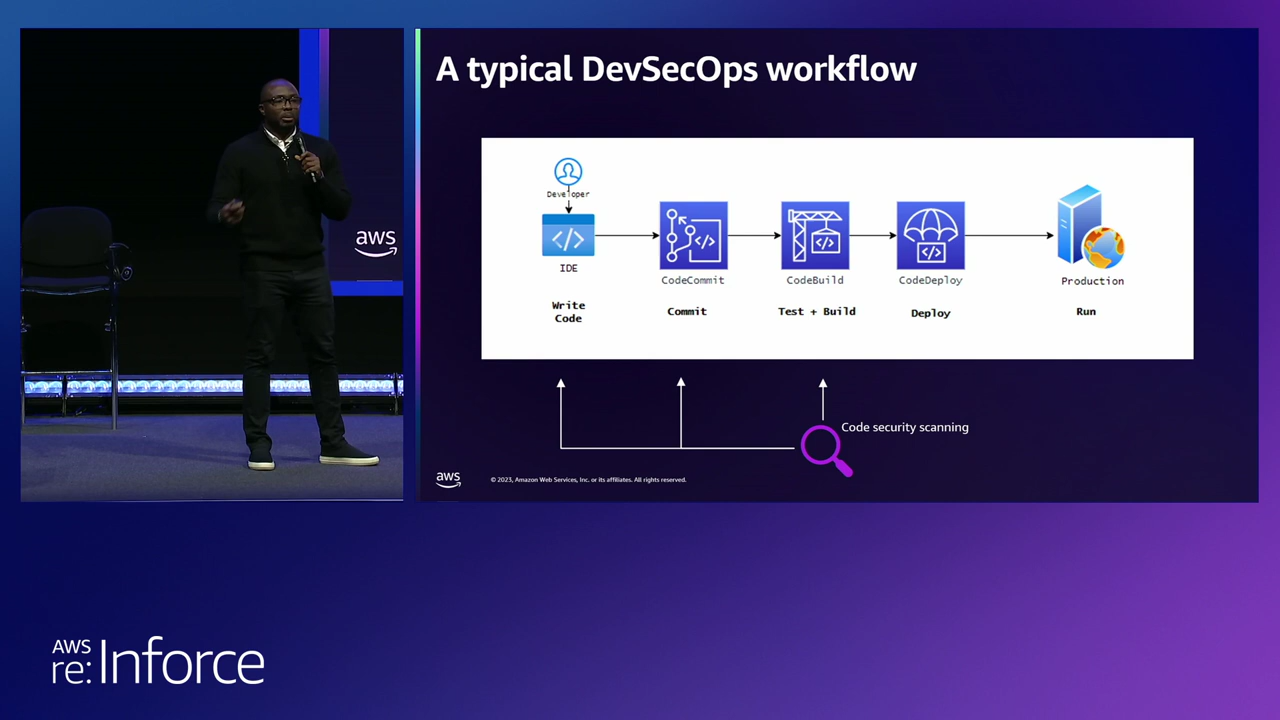 A typical DevSecOps workflow
Developer
IDE
CodeCommit
CodeBuild
CodeDeploy
Production
Write
Code
Commit
Test + Build
Deploy
Run
Code security scanning
aws
© 2023, Amazon Web Services, Inc. or its affiliates. All rights reserved.
aws
AWS
re:Inforce